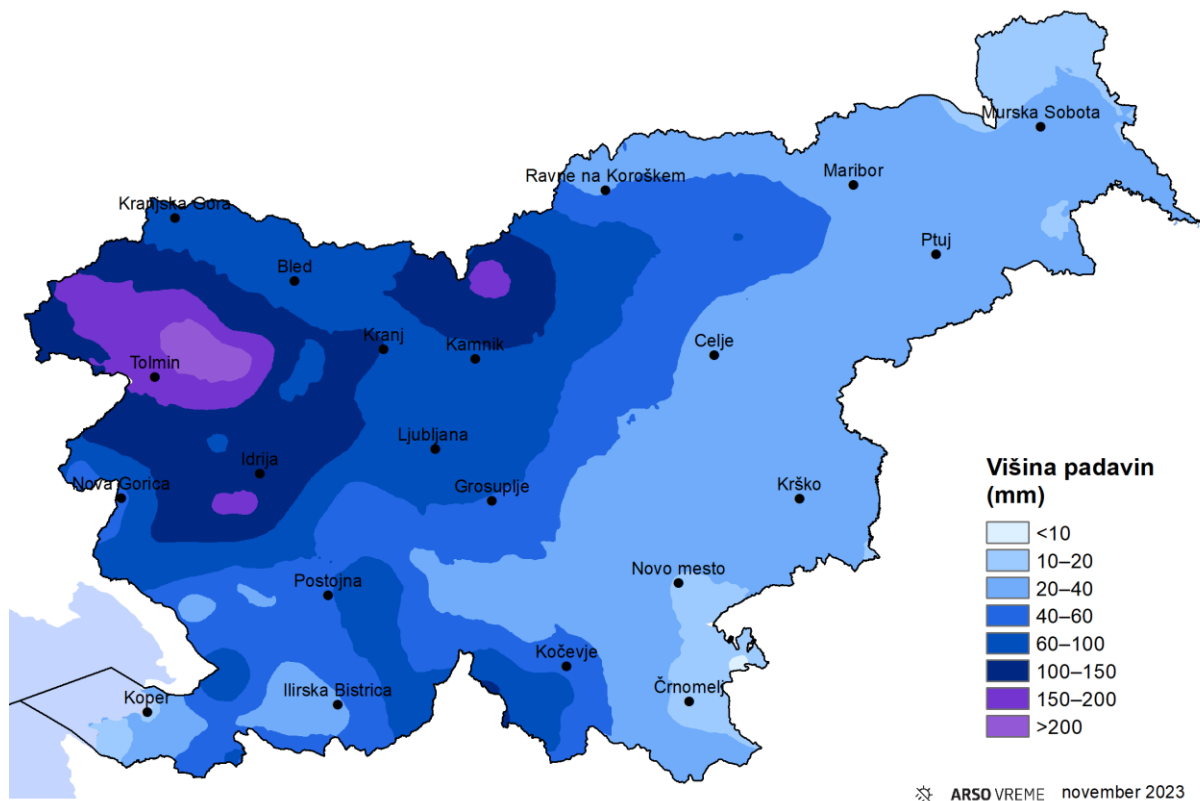 Murska Sobota
Maribor
Ravne na Koroškem
Kranjska Gora
Ptuj
Bled
Kranj
Kamnik
Celje
Tolmin
Ljubljana
Idrija
Nova Gorica
Grosuplje
Krško
Postojna
Novo mesto
Kočevje
Koper
Ilirska Bistrica
Črnomelj
Višina padavin
(mm)
<10
10–20
20–40
40–60
60–100
100–150
150–200
>200
ARSO VREME november 2023